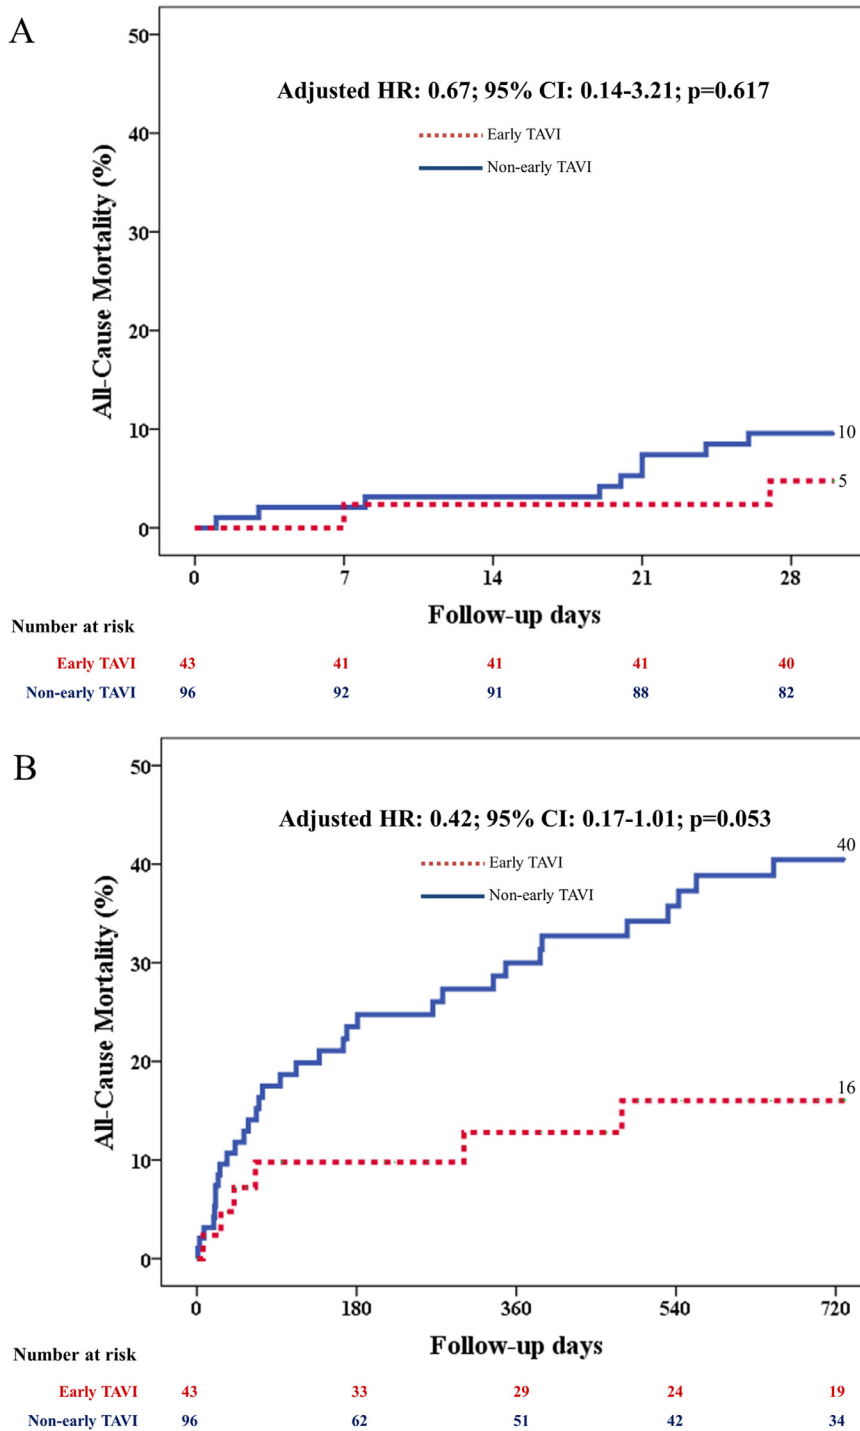 A
Adjusted HR: 0.67; 95% CI: 0.14-3.21; p=0.617
Early TAVI
Non-early TAVI
All-Cause Mortality (%)
50
40
30
20
10
0
10
5
0 7 14 21 28
Follow-up days
Number at risk
Early TAVI 43 41 41 41 40
Non-early TAVI 96 92 91 88 82
B
Adjusted HR: 0.42; 95% CI: 0.17-1.01; p=0.053
Early TAVI
Non-early TAVI
All-Cause Mortality (%)
50
40
30
20
10
0
40
16
0 180 360 540 720
Follow-up days
Number at risk
Early TAVI 43 33 29 24 19
Non-early TAVI 96 62 51 42 34